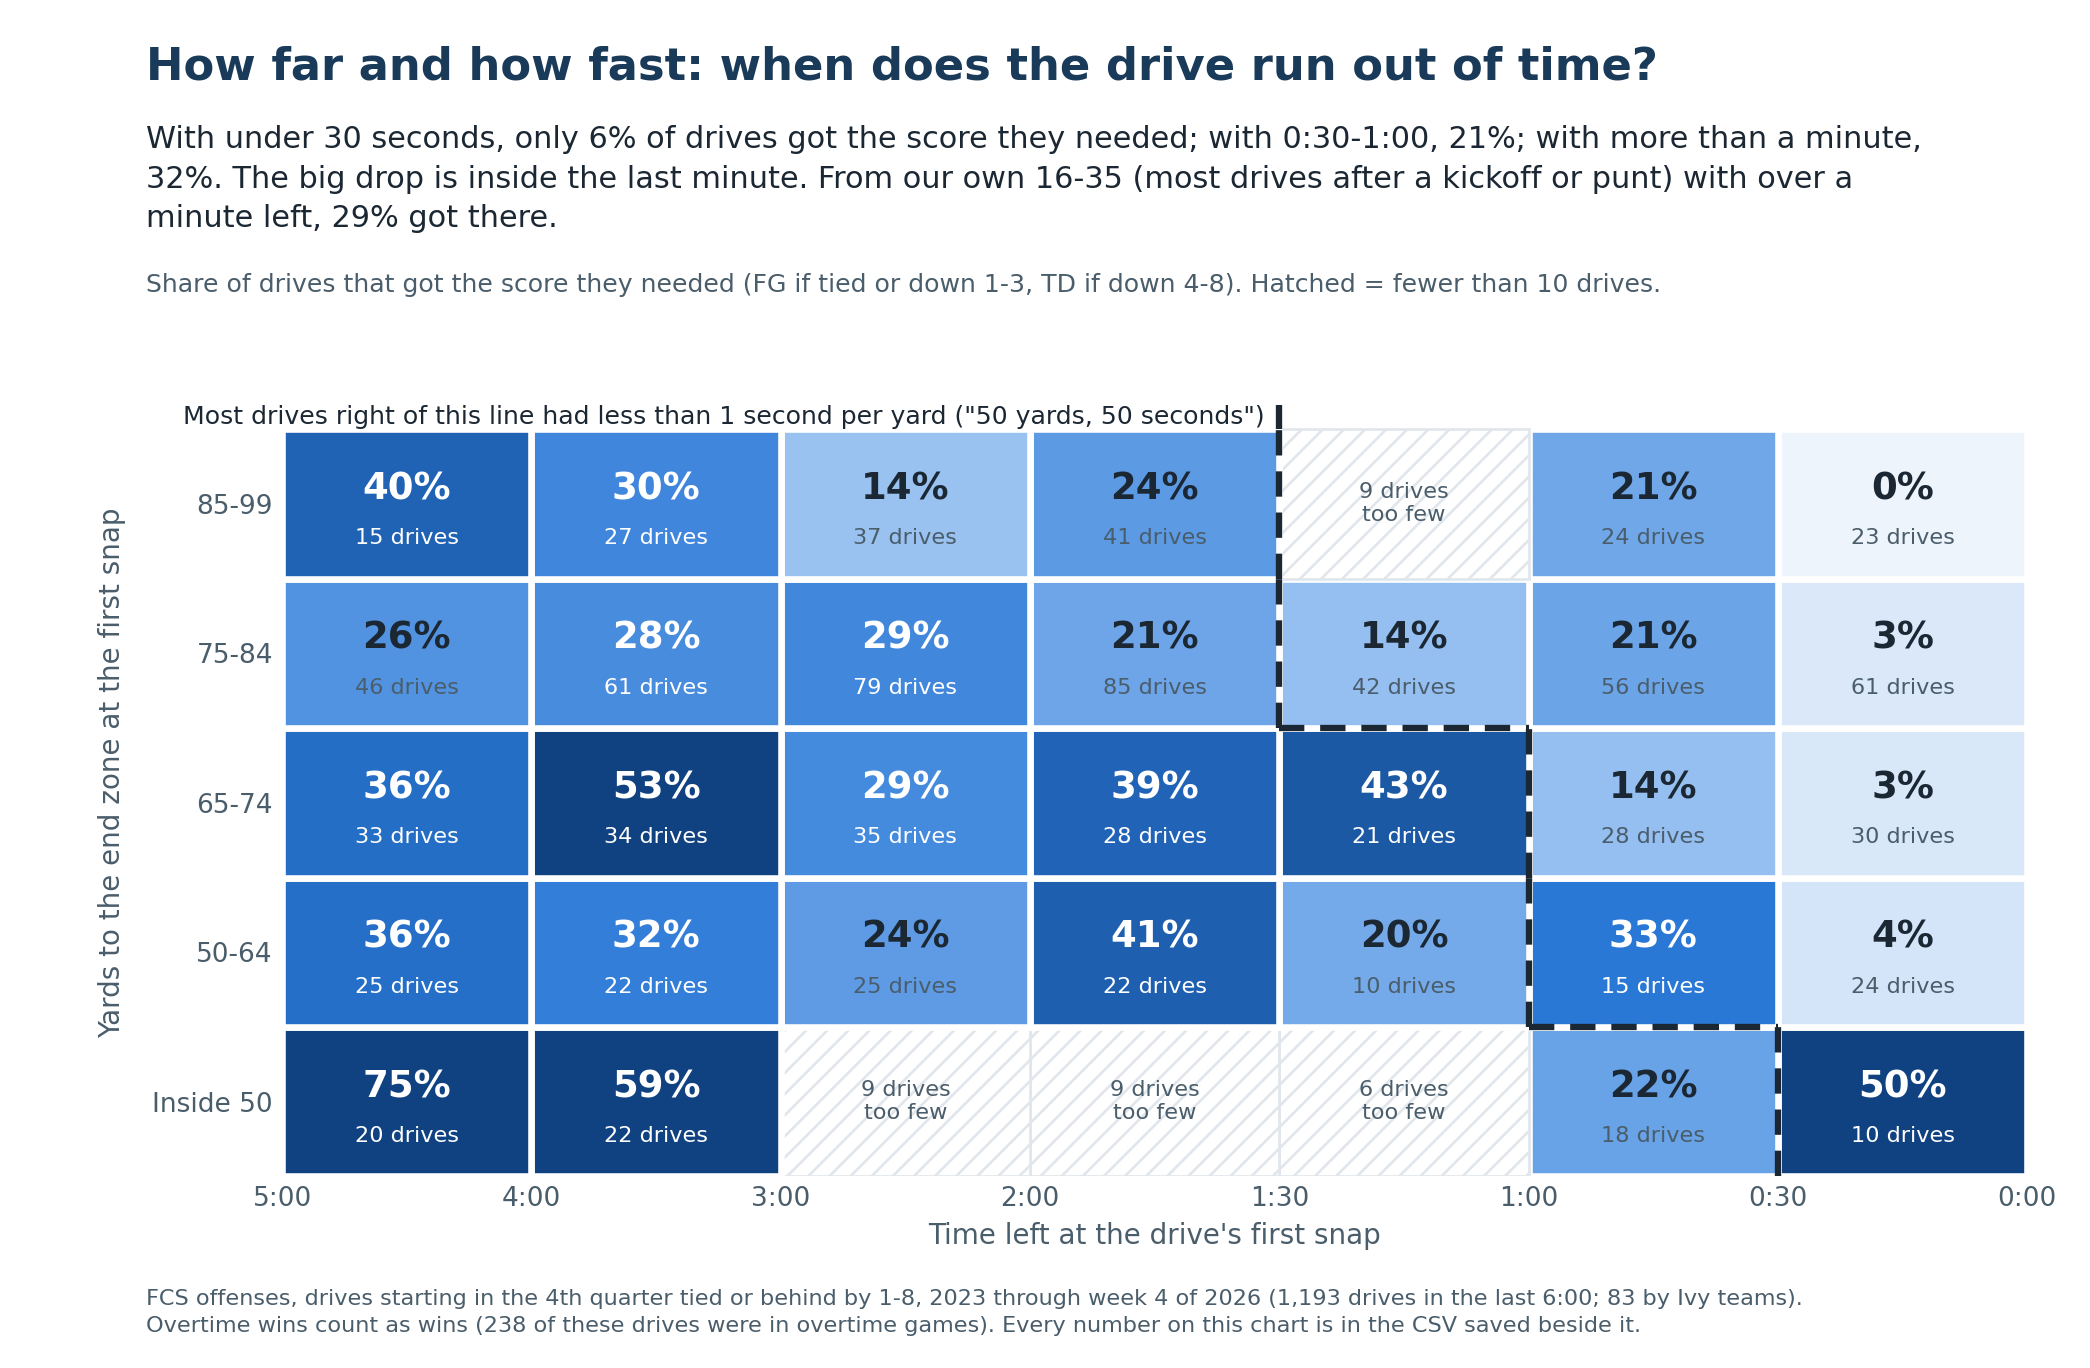 How far and how fast: when does the drive run out of time?
With under 30 seconds, only 6% of drives got the score they needed; with 0:30-1:00, 21%; with more than a minute,
32%. The big drop is inside the last minute. From our own 16-35 (most drives after a kickoff or punt) with over a
minute left, 29% got there.
Share of drives that got the score they needed (FG if tied or down 1-3, TD if down 4-8). Hatched = fewer than 10 drives.
Most drives right of this line had less than 1 second per yard ("50 yards, 50 seconds")
Yards to the end zone at the first snap
85-99
40%
15 drives
30%
27 drives
14%
37 drives
24%
41 drives
9 drives
too few
21%
24 drives
0%
23 drives
75-84
26%
46 drives
28%
61 drives
29%
79 drives
21%
85 drives
14%
42 drives
21%
56 drives
3%
61 drives
65-74
36%
33 drives
53%
34 drives
29%
35 drives
39%
28 drives
43%
21 drives
14%
28 drives
3%
30 drives
50-64
36%
25 drives
32%
22 drives
24%
25 drives
41%
22 drives
20%
10 drives
33%
15 drives
4%
24 drives
Inside 50
75%
20 drives
59%
22 drives
9 drives
too few
9 drives
too few
6 drives
too few
22%
18 drives
50%
10 drives
5:00 4:00 3:00 2:00 1:30 1:00 0:30 0:00
Time left at the drive's first snap
FCS offenses, drives starting in the 4th quarter tied or behind by 1-8, 2023 through week 4 of 2026 (1,193 drives in the last 6:00; 83 by Ivy teams).
Overtime wins count as wins (238 of these drives were in overtime games). Every number on this chart is in the CSV saved beside it.